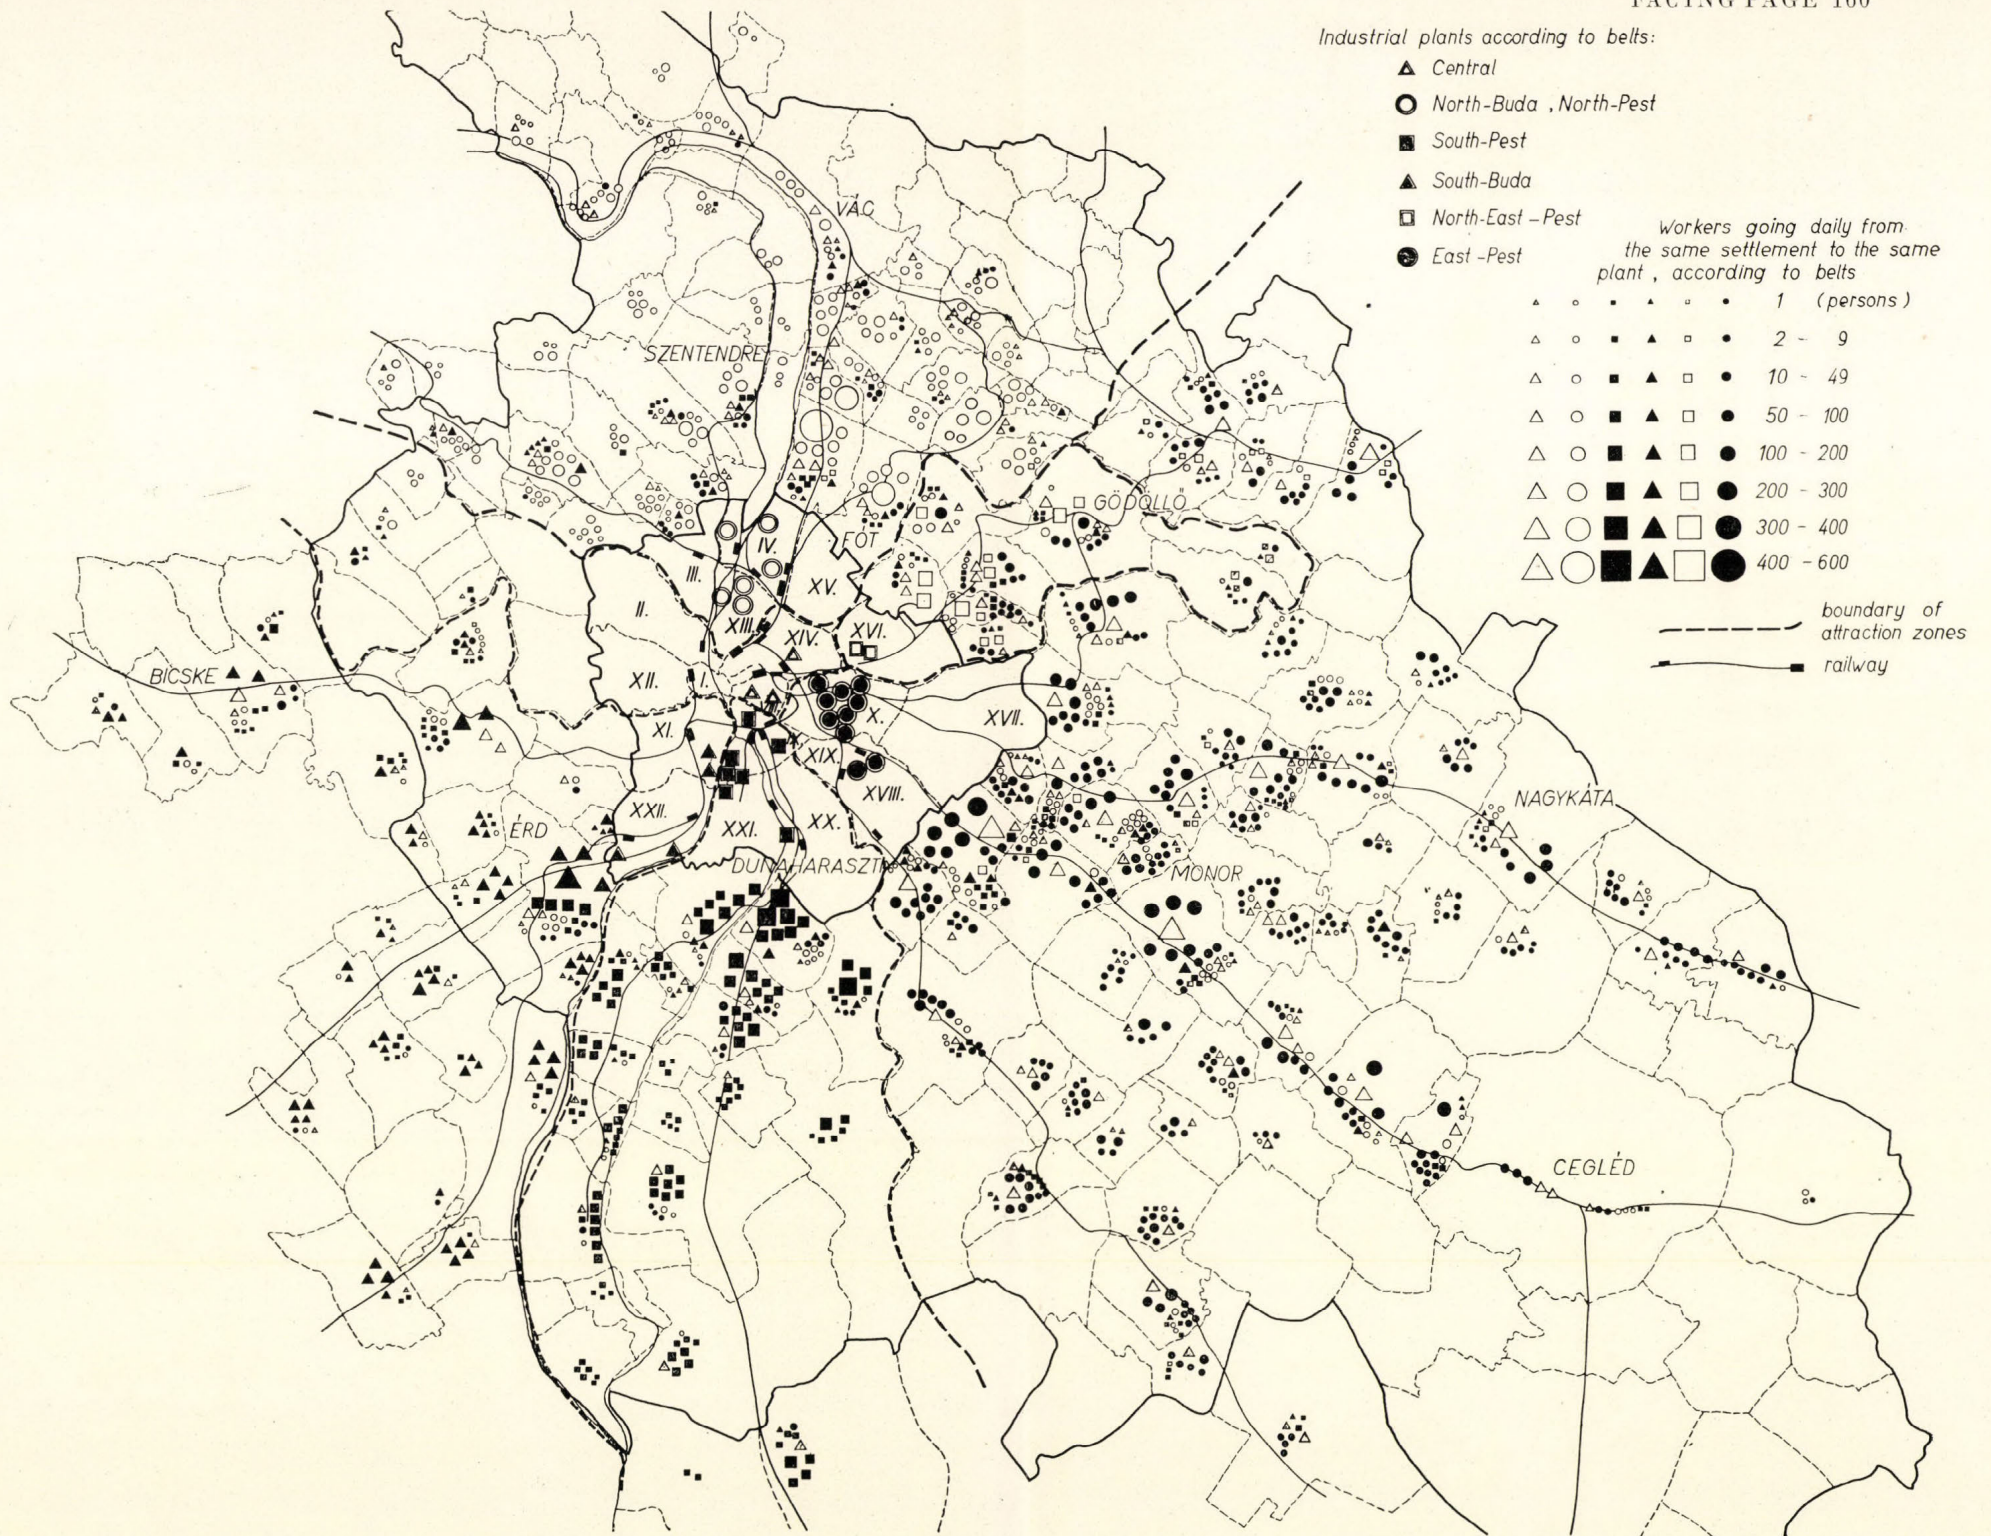 FACING PAGE 160
Industrial plants according to belts:
Central
North-Buda , North-Pest
South-Pest
South-Buda
North-East-Pest
East-Pest
Workers going daily from
the same settlement to the same
plant , according to belts
1 (persons)
2 - 9
10 - 49
50 - 100
100 - 200
200 - 300
300 - 400
400 - 600
boundary of
attraction zones
railway
VÁC
SZENTENDRE
GÖDÖLLŐ
FÓT
IV.
III.
XV.
II.
XIII.
XIV.
XVI.
BICSKE
XII.
I.
X.
XVII.
XI.
XIX.
XVIII.
NAGYKÁTA
XXII.
ÉRD
XXI.
XX.
DUNAHARASZTI
MONOR
CEGLÉD